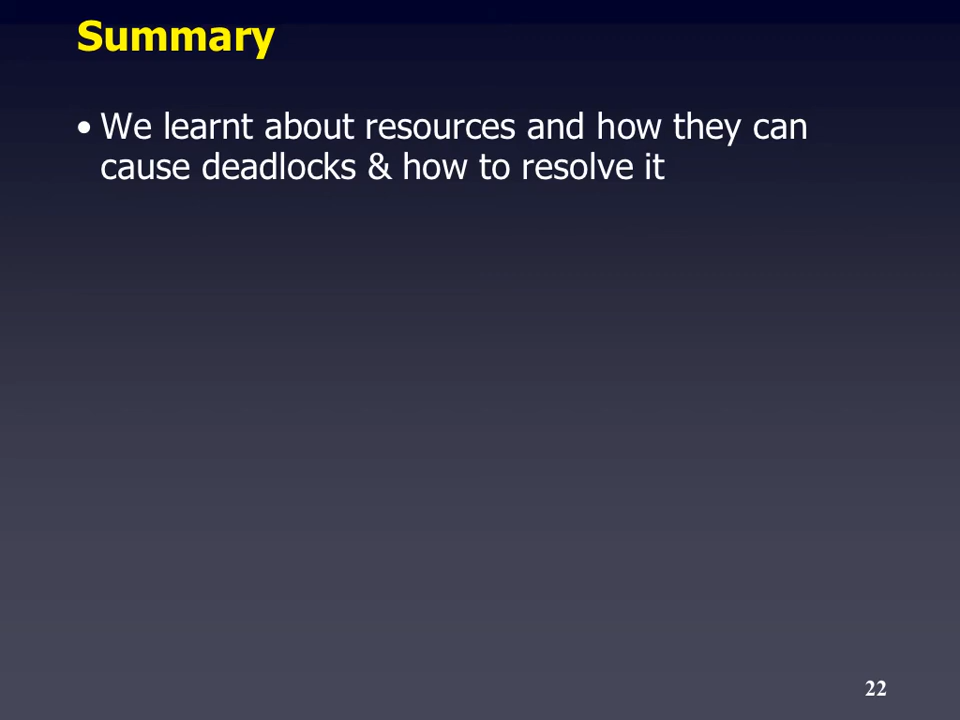 Summary
• We learnt about resources and how they can
cause deadlocks & how to resolve it
22